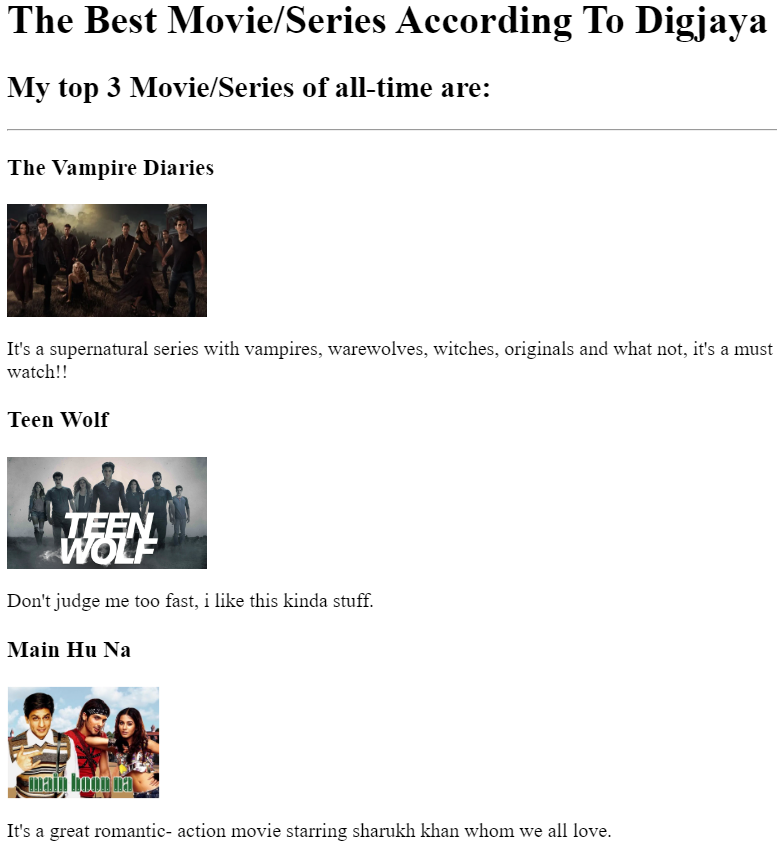 The Best Movie/Series According To Digjaya
My top 3 Movie/Series of all-time are:
The Vampire Diaries
It's a supernatural series with vampires, warewolves, witches, originals and what not, it's a must
watch!!
Teen Wolf
TEEN
WOLF
Don't judge me too fast, i like this kinda stuff.
Main Hu Na
main hoon na
It's a great romantic- action movie starring sharukh khan whom we all love.